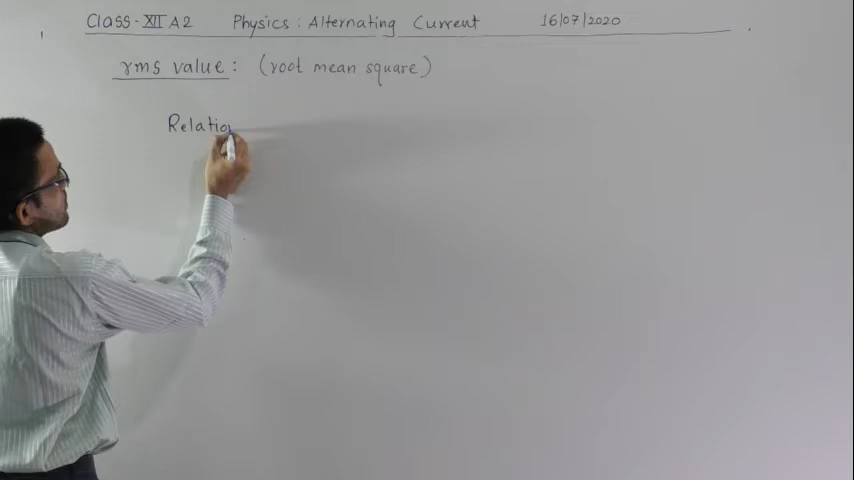 Class-XII A2 Physics : Alternating Current 16/07/2020
rms value : (root mean square)
Relatio